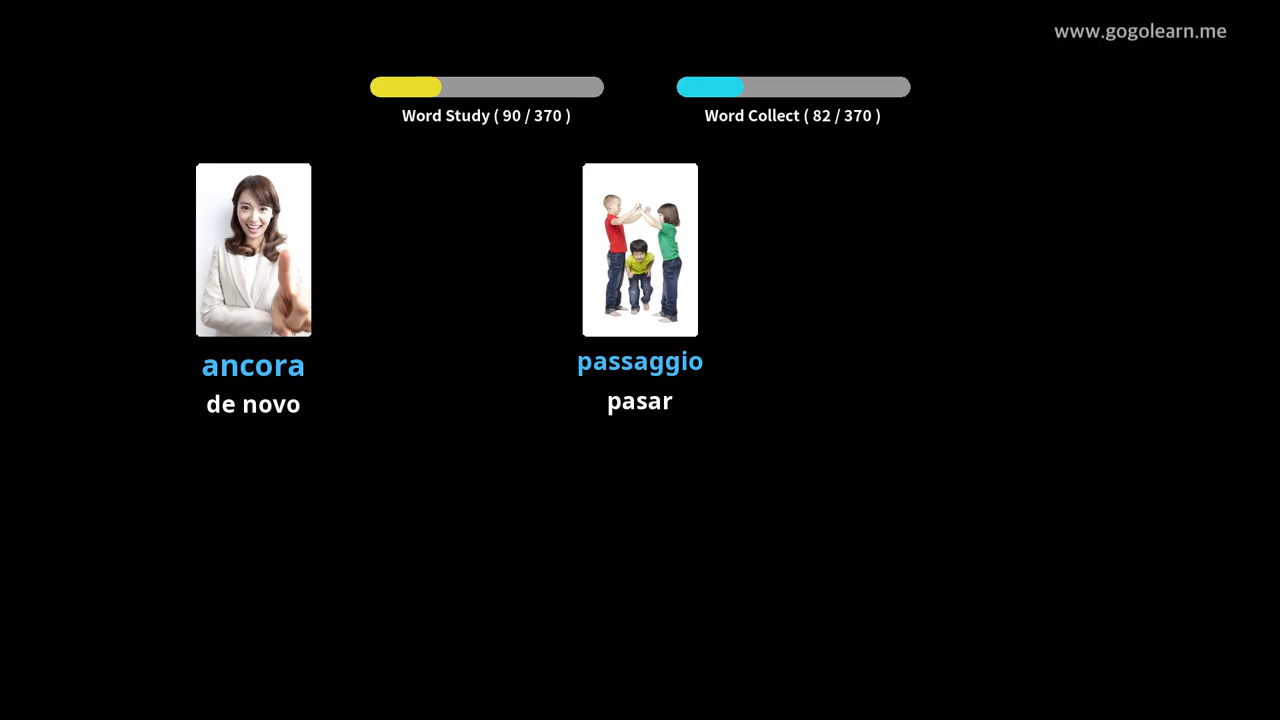 www.gogolearn.me
Word Study ( 90 / 370 )
Word Collect ( 82 / 370 )
ancora
de novo
passaggio
pasar